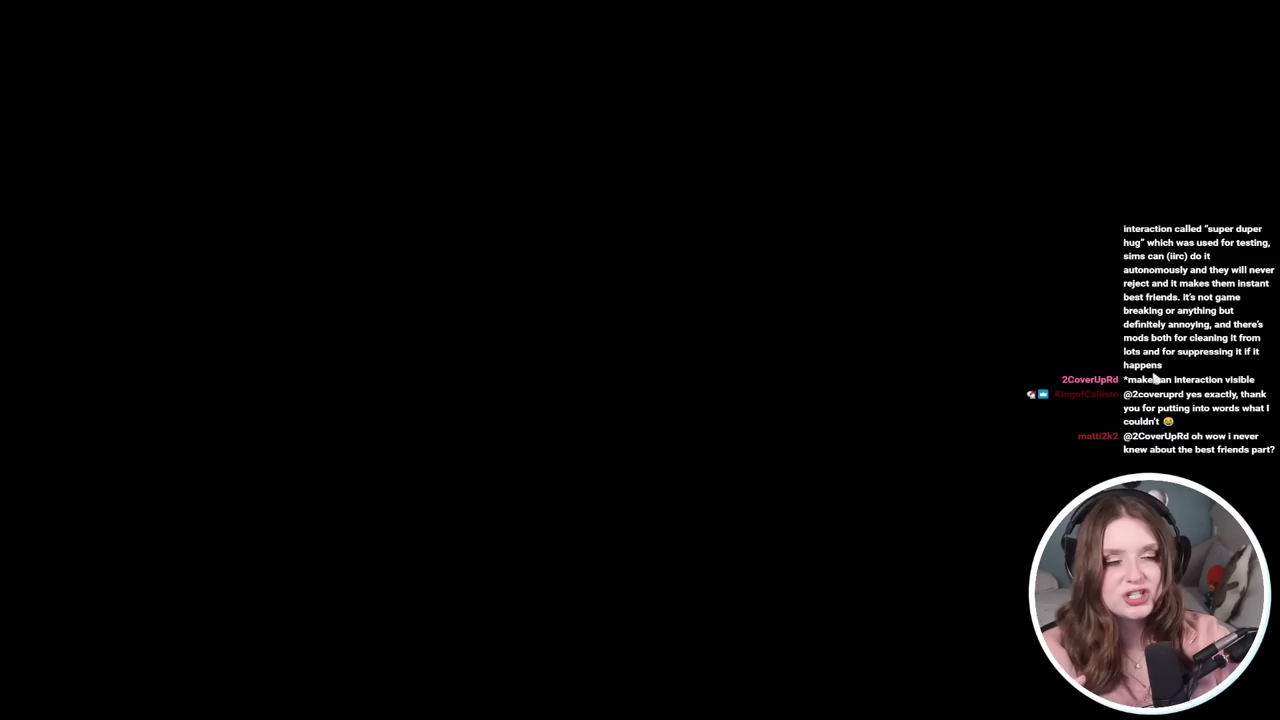 interaction called "super duper
hug" which was used for testing,
sims can (iirc) do it
autonomously and they will never
reject and it makes them instant
best friends. it's not game
breaking or anything but
definitely annoying, and there's
mods both for cleaning it from
lots and for suppressing it if it
happens
2CoverUpRd *make an interaction visible
KingofCallisto @2coveruprd yes exactly, thank
you for putting into words what I
couldn't 😂
matti2k2 @2CoverUpRd oh wow i never
knew about the best friends part?